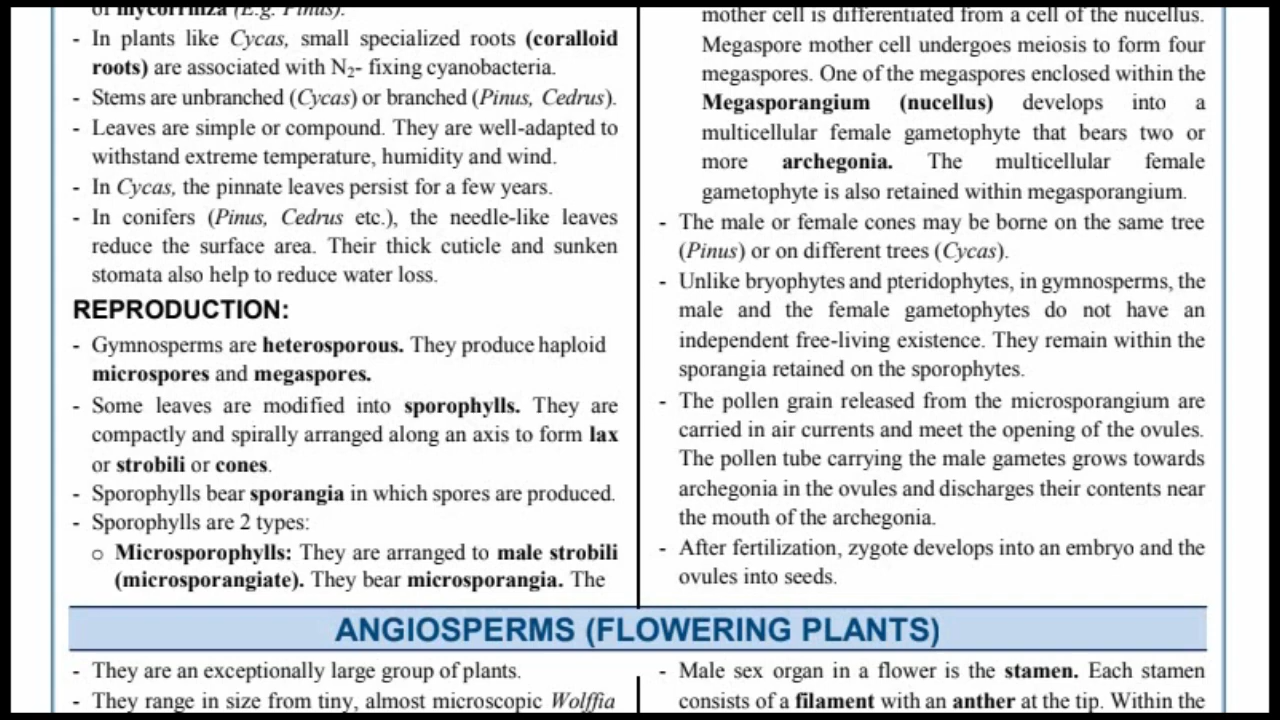 of mycorrhiza (E.g. Pinus).
- In plants like Cycas, small specialized roots (coralloid
roots) are associated with N₂- fixing cyanobacteria.
- Stems are unbranched (Cycas) or branched (Pinus, Cedrus).
- Leaves are simple or compound. They are well-adapted to
withstand extreme temperature, humidity and wind.
- In Cycas, the pinnate leaves persist for a few years.
- In conifers (Pinus, Cedrus etc.), the needle-like leaves
reduce the surface area. Their thick cuticle and sunken
stomata also help to reduce water loss.
REPRODUCTION:
- Gymnosperms are heterosporous. They produce haploid
microspores and megaspores.
- Some leaves are modified into sporophylls. They are
compactly and spirally arranged along an axis to form lax
or strobili or cones.
- Sporophylls bear sporangia in which spores are produced.
- Sporophylls are 2 types:
o Microsporophylls: They are arranged to male strobili
(microsporangiate). They bear microsporangia. The
mother cell is differentiated from a cell of the nucellus.
Megaspore mother cell undergoes meiosis to form four
megaspores. One of the megaspores enclosed within the
Megasporangium (nucellus) develops into a
multicellular female gametophyte that bears two or
more archegonia. The multicellular female
gametophyte is also retained within megasporangium.
- The male or female cones may be borne on the same tree
(Pinus) or on different trees (Cycas).
- Unlike bryophytes and pteridophytes, in gymnosperms, the
male and the female gametophytes do not have an
independent free-living existence. They remain within the
sporangia retained on the sporophytes.
- The pollen grain released from the microsporangium are
carried in air currents and meet the opening of the ovules.
The pollen tube carrying the male gametes grows towards
archegonia in the ovules and discharges their contents near
the mouth of the archegonia.
- After fertilization, zygote develops into an embryo and the
ovules into seeds.
ANGIOSPERMS (FLOWERING PLANTS)
- They are an exceptionally large group of plants.
- They range in size from tiny, almost microscopic Wolffia
- Male sex organ in a flower is the stamen. Each stamen
consists of a filament with an anther at the tip. Within the